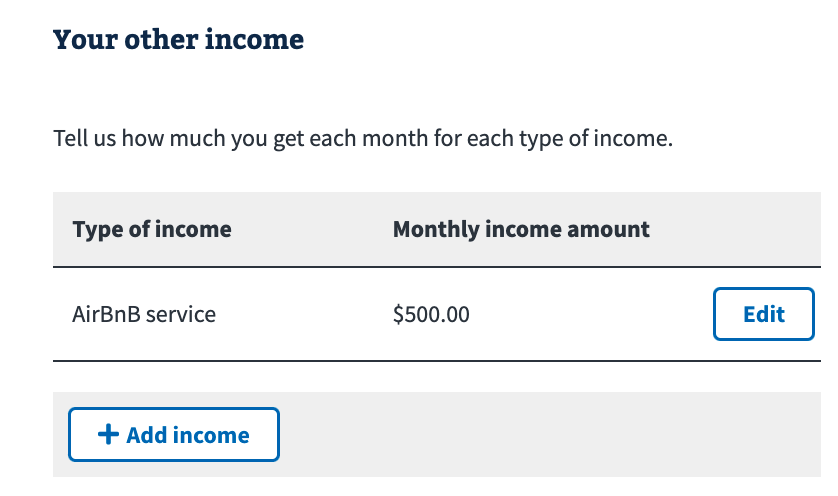 Your other income
Tell us how much you get each month for each type of income.
Type of income Monthly income amount
AirBnB service $500.00 Edit
+ Add income